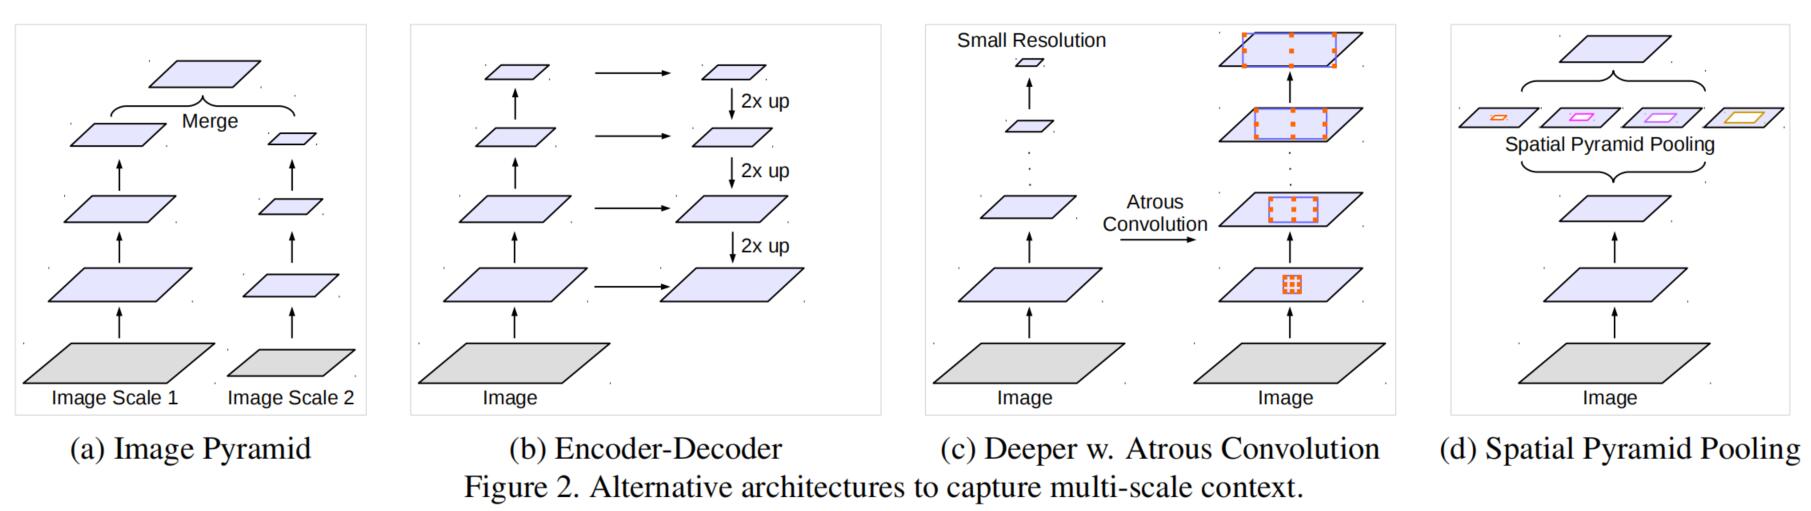 Merge
Image Scale 1
Image Scale 2
(a) Image Pyramid
2x up
2x up
2x up
Image
(b) Encoder-Decoder
Small Resolution
Atrous
Convolution
Image
Image
(c) Deeper w. Atrous Convolution
Spatial Pyramid Pooling
Image
(d) Spatial Pyramid Pooling
Figure 2. Alternative architectures to capture multi-scale context.